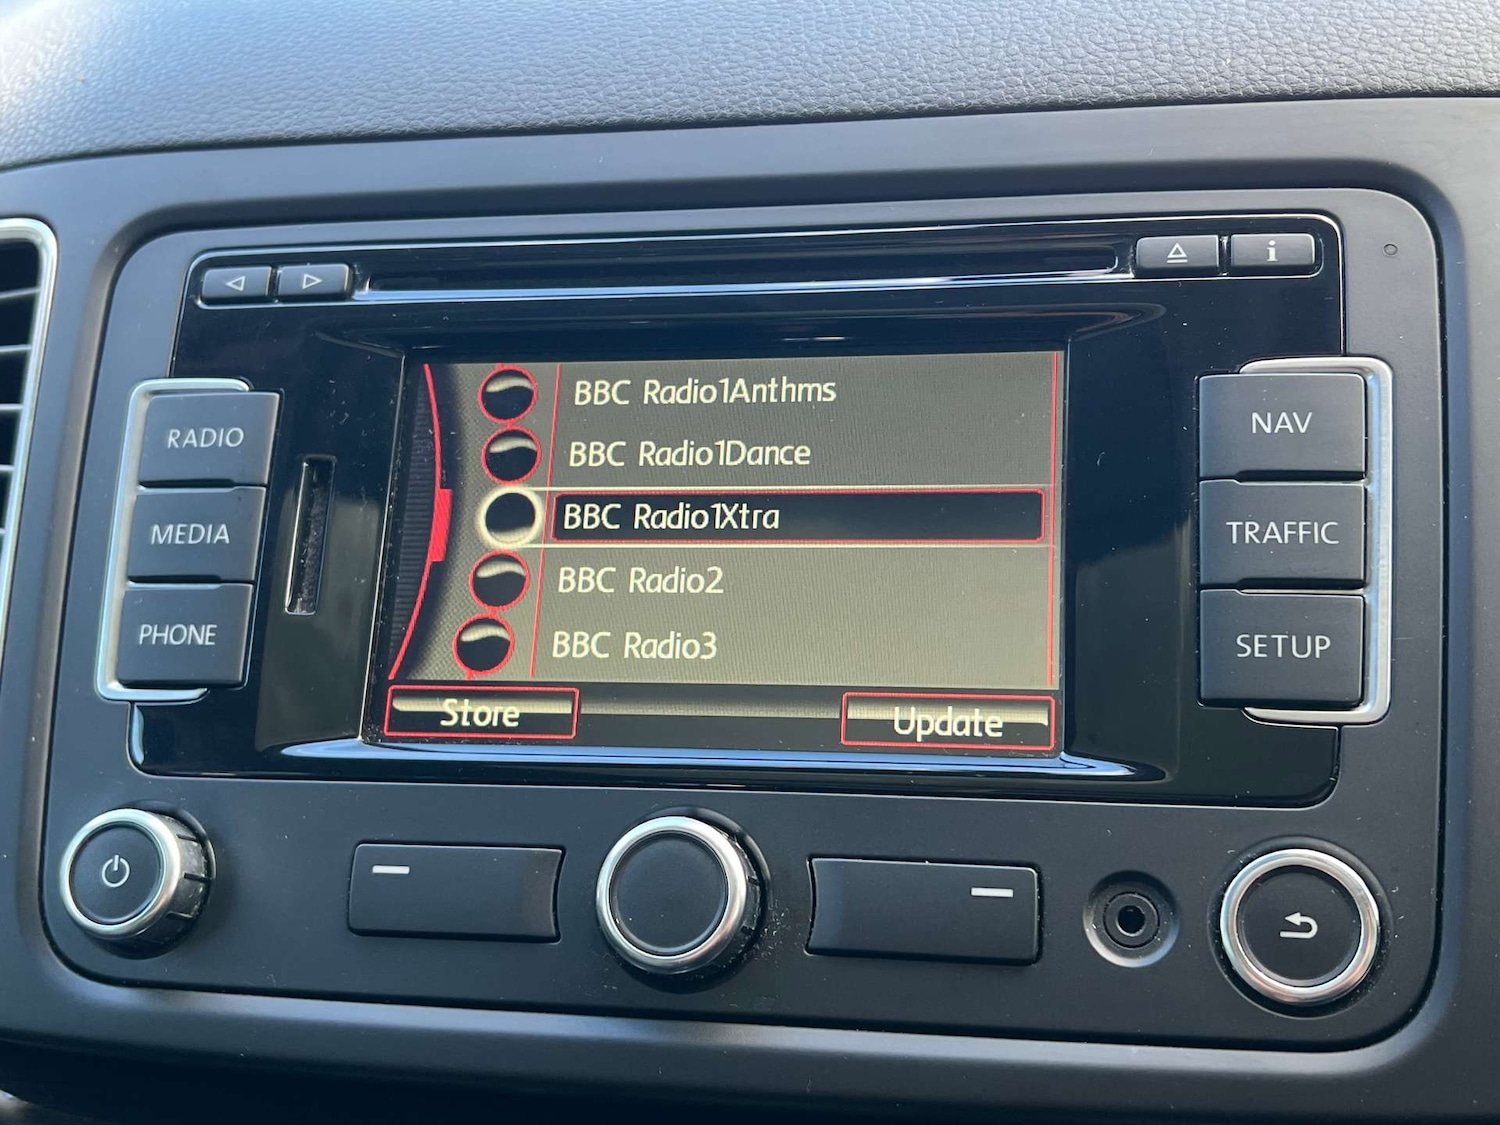 i
BBC Radio1Anthms
RADIO
NAV
BBC Radio1Dance
BBC Radio1Xtra
MEDIA
TRAFFIC
BBC Radio2
PHONE
BBC Radio3
SETUP
Store
Update